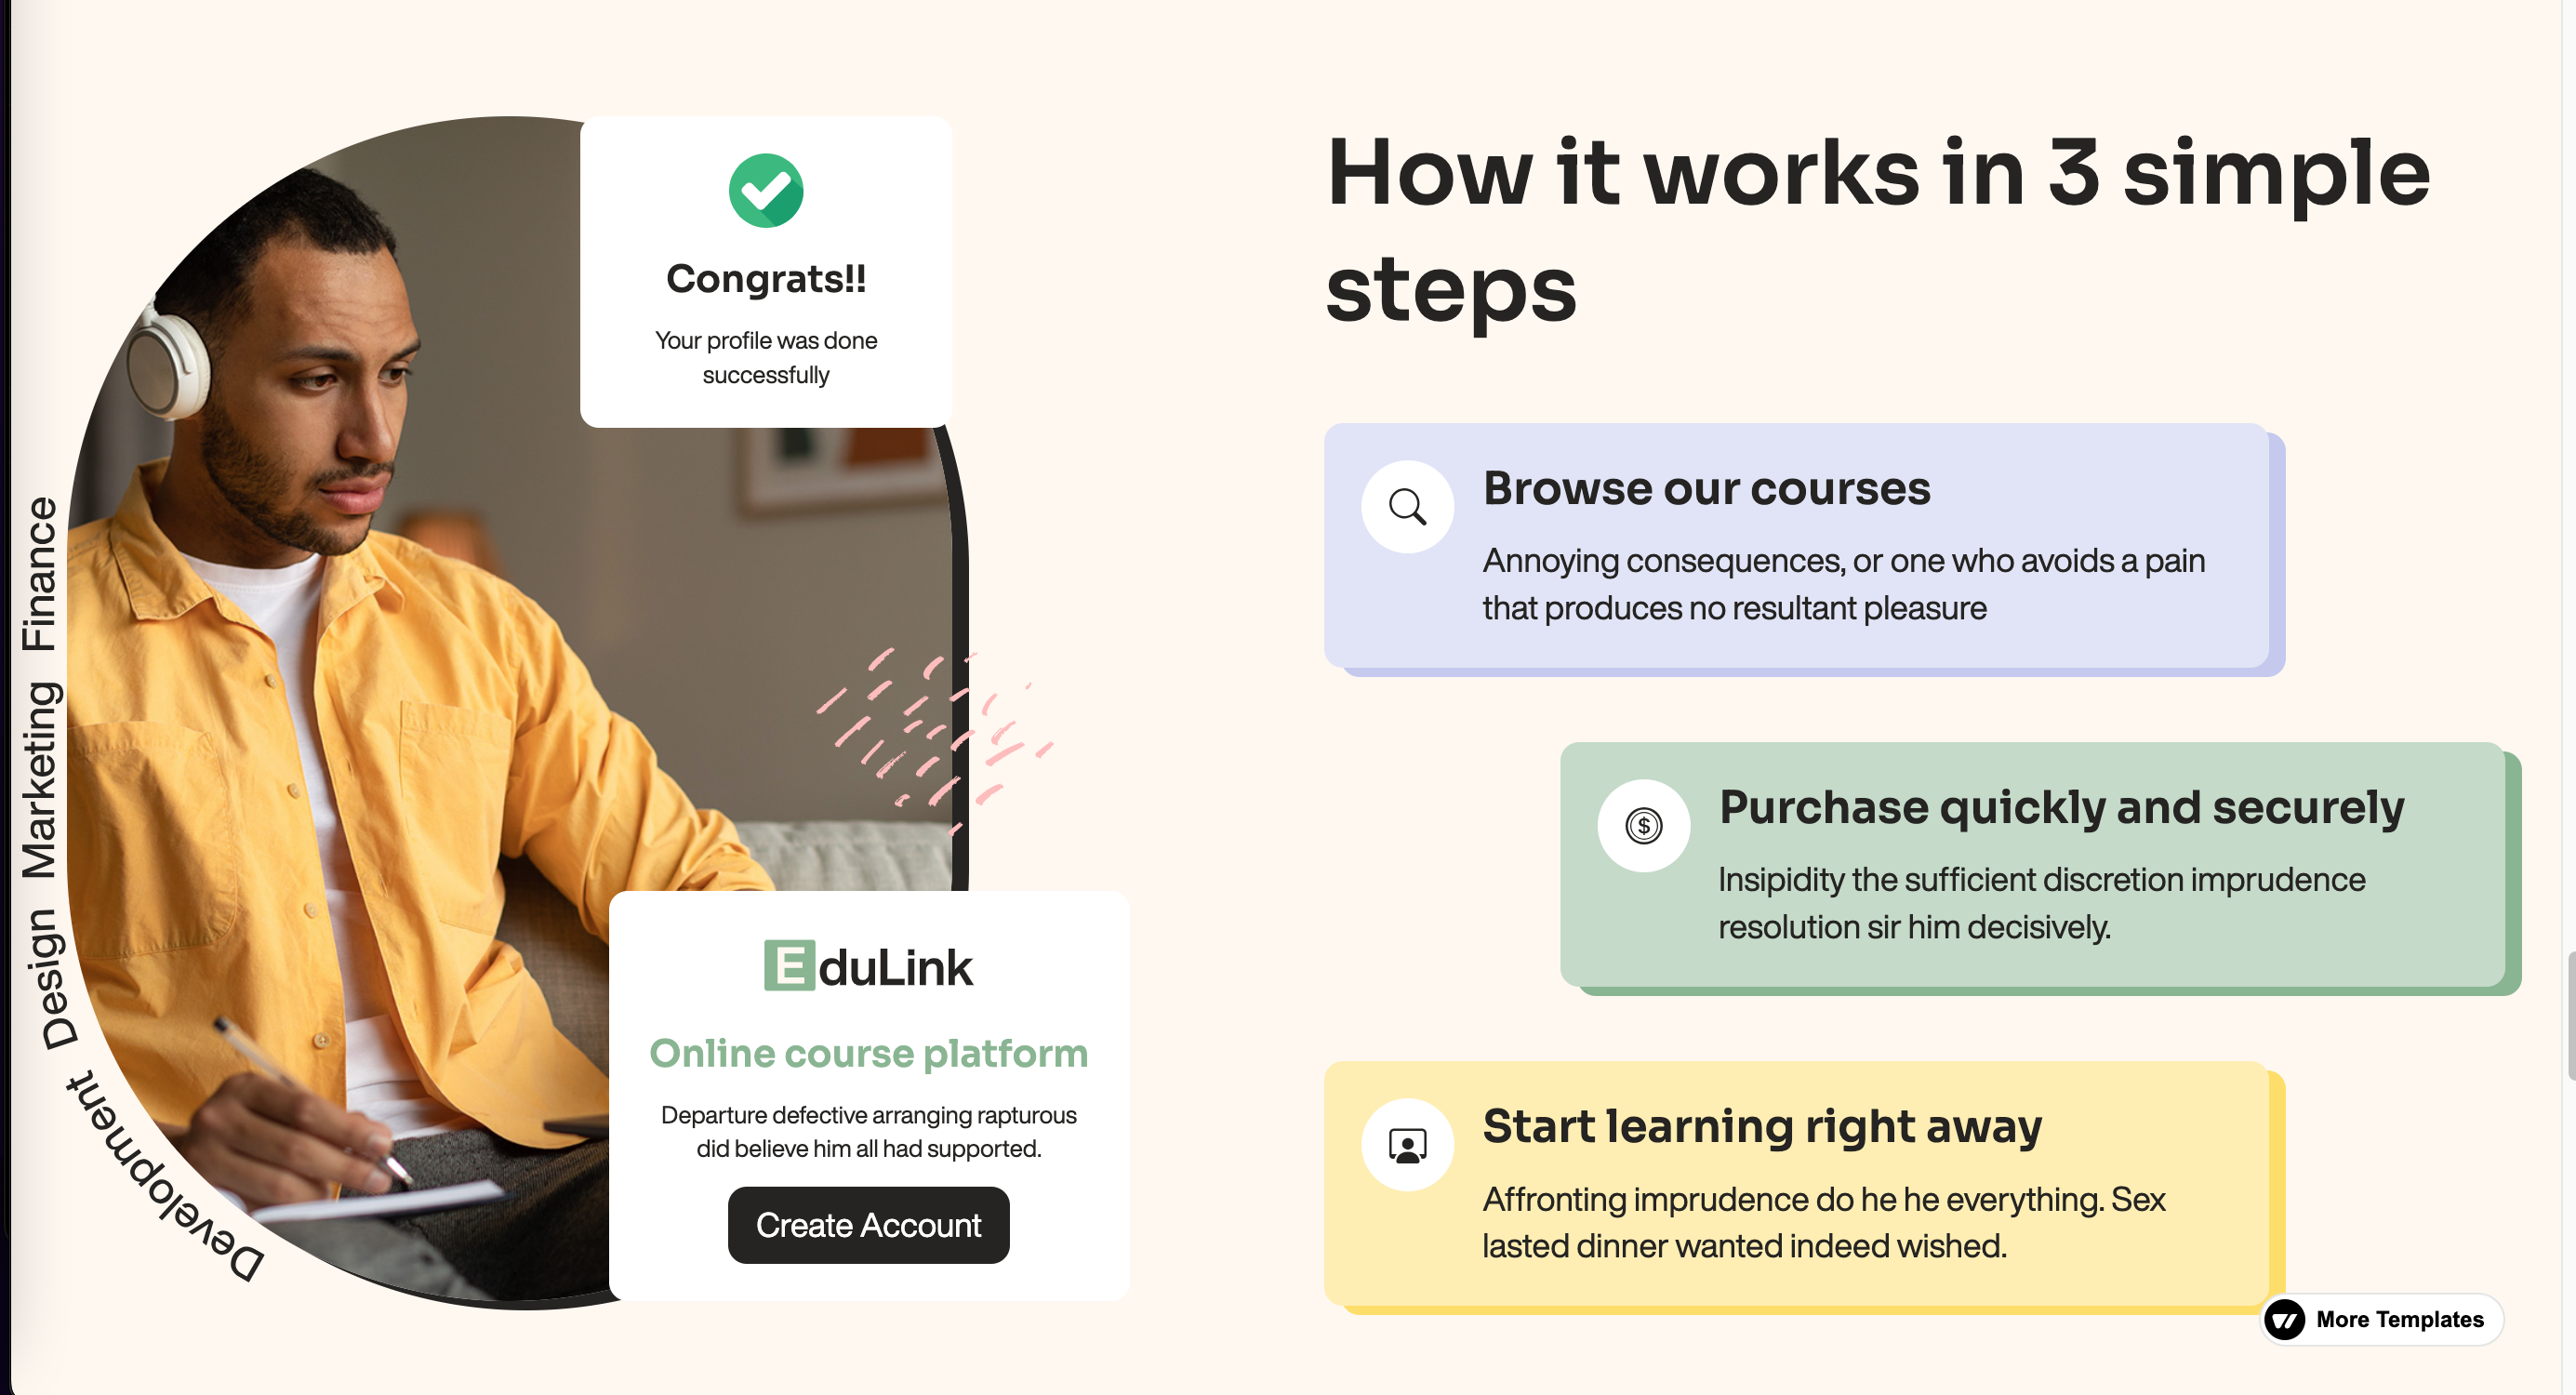 Congrats!!
Your profile was done
successfully
Finance
Marketing
Design
Development
EduLink
Online course platform
Departure defective arranging rapturous
did believe him all had supported.
Create Account
How it works in 3 simple
steps
Browse our courses
Annoying consequences, or one who avoids a pain
that produces no resultant pleasure
$
Purchase quickly and securely
Insipidity the sufficient discretion imprudence
resolution sir him decisively.
Start learning right away
Affronting imprudence do he he everything. Sex
lasted dinner wanted indeed wished.
More Templates